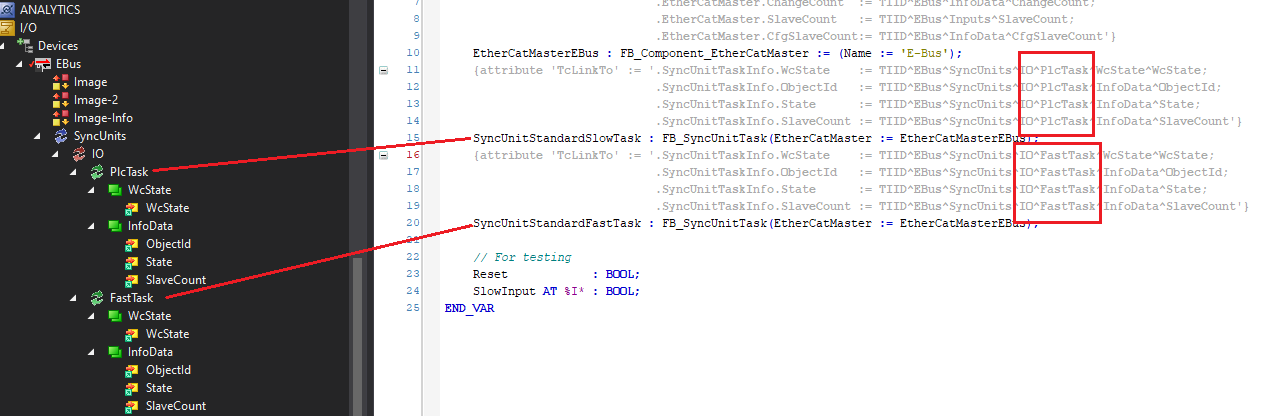 ANALYTICS
I/O
Devices
EBus
Image
Image-2
Image-Info
SyncUnits
IO
PlcTask
WcState
WcState
InfoData
ObjectId
State
SlaveCount
FastTask
WcState
WcState
InfoData
ObjectId
State
SlaveCount
7 .EtherCatMaster.ChangeCount := TIID^EBus^InfoData^ChangeCount;
8 .EtherCatMaster.SlaveCount := TIID^EBus^Inputs^SlaveCount;
9 .EtherCatMaster.CfgSlaveCount:= TIID^EBus^InfoData^CfgSlaveCount'}
10 EtherCatMasterEBus : FB_Component_EtherCatMaster := (Name := 'E-Bus');
11 {attribute 'TcLinkTo' := '.SyncUnitTaskInfo.WcState := TIID^EBus^SyncUnits^IO^PlcTask^WcState^WcState;
12 .SyncUnitTaskInfo.ObjectId := TIID^EBus^SyncUnits^IO^PlcTask^InfoData^ObjectId;
13 .SyncUnitTaskInfo.State := TIID^EBus^SyncUnits^IO^PlcTask^InfoData^State;
14 .SyncUnitTaskInfo.SlaveCount := TIID^EBus^SyncUnits^IO^PlcTask^InfoData^SlaveCount'}
15 SyncUnitStandardSlowTask : FB_SyncUnitTask(EtherCatMaster := EtherCatMasterEBus);
16 {attribute 'TcLinkTo' := '.SyncUnitTaskInfo.WcState := TIID^EBus^SyncUnits^IO^FastTask^WcState^WcState;
17 .SyncUnitTaskInfo.ObjectId := TIID^EBus^SyncUnits^IO^FastTask^InfoData^ObjectId;
18 .SyncUnitTaskInfo.State := TIID^EBus^SyncUnits^IO^FastTask^InfoData^State;
19 .SyncUnitTaskInfo.SlaveCount := TIID^EBus^SyncUnits^IO^FastTask^InfoData^SlaveCount'}
20 SyncUnitStandardFastTask : FB_SyncUnitTask(EtherCatMaster := EtherCatMasterEBus);
21
22 // For testing
23 Reset : BOOL;
24 SlowInput AT %I* : BOOL;
25 END_VAR